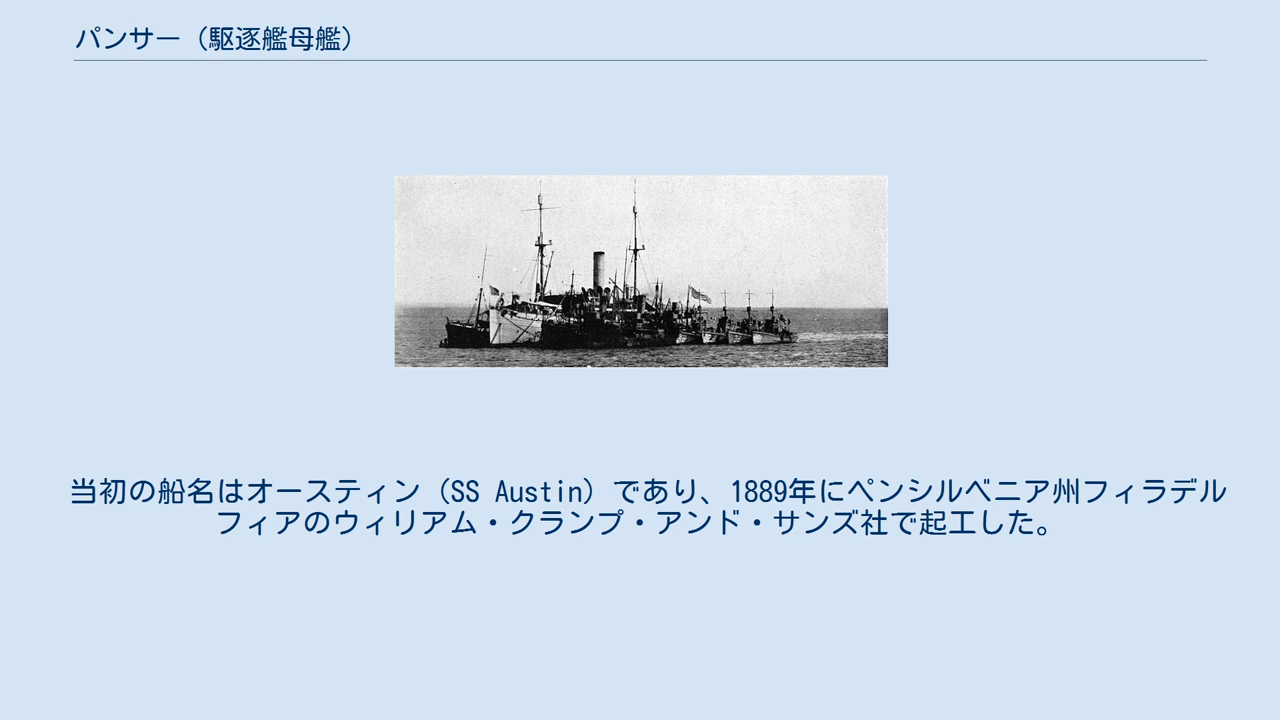 パンサー（駆逐艦母艦）
当初の船名はオースティン（SS Austin）であり、1889年にペンシルベニア州フィラデル
フィアのウィリアム・クランプ・アンド・サンズ社で起工した。